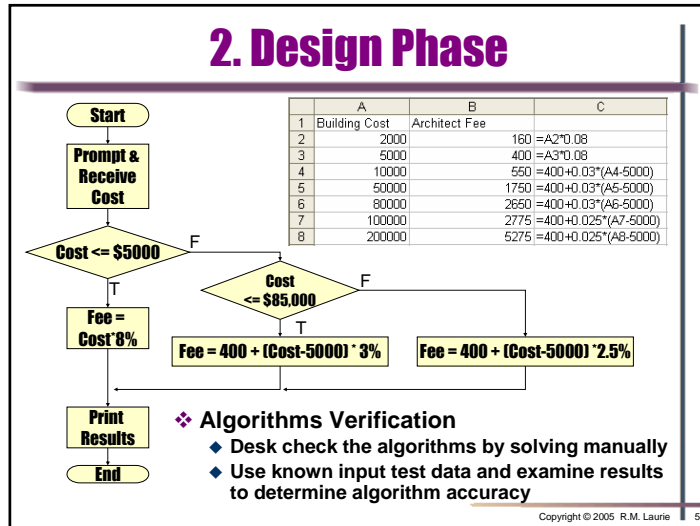 2. Design Phase
Start
Prompt &
Receive
Cost
Cost <= $5000
F
T
Fee =
Cost*8%
Cost
<= $85,000
F
T
Fee = 400 + (Cost-5000) * 3%
Fee = 400 + (Cost-5000) *2.5%
Print
Results
End
A B C
1 Building Cost Architect Fee
2 2000 160 =A2*0.08
3 5000 400 =A3*0.08
4 10000 550 =400+0.03*(A4-5000)
5 50000 1750 =400+0.03*(A5-5000)
6 80000 2650 =400+0.03*(A6-5000)
7 100000 2775 =400+0.025*(A7-5000)
8 200000 5275 =400+0.025*(A8-5000)
❖ Algorithms Verification
◆ Desk check the algorithms by solving manually
◆ Use known input test data and examine results
to determine algorithm accuracy
Copyright © 2005 R.M. Laurie 5